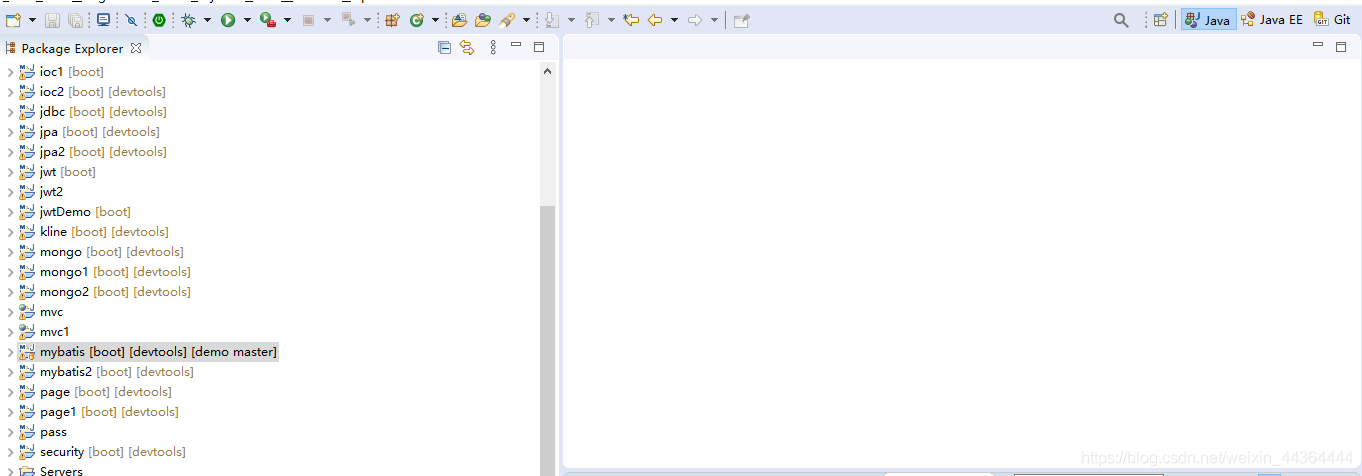 Java
Java EE
Git
Package Explorer
ioc1 [boot]
ioc2 [boot] [devtools]
jdbc [boot] [devtools]
jpa [boot] [devtools]
jpa2 [boot] [devtools]
jwt [boot]
jwt2
jwtDemo [boot]
kline [boot] [devtools]
mongo [boot] [devtools]
mongo1 [boot] [devtools]
mongo2 [boot] [devtools]
mvc
mvc1
mybatis [boot] [devtools] [demo master]
mybatis2 [boot] [devtools]
page [boot] [devtools]
page1 [boot] [devtools]
pass
security [boot] [devtools]
Servers
https://blog.csdn.net/weixin_44364444